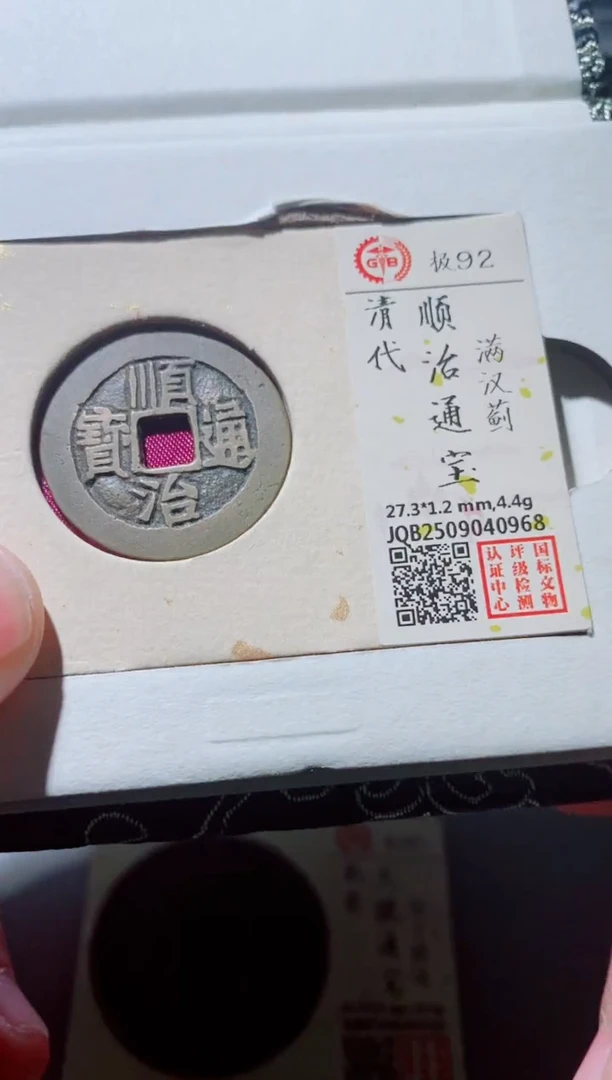 順治通寶
GB
极92
清代
顺治通宝
满汉蓟
27.3*1.2 mm,4.4g
JQB2509040968
国标文物
评级检测
认证中心